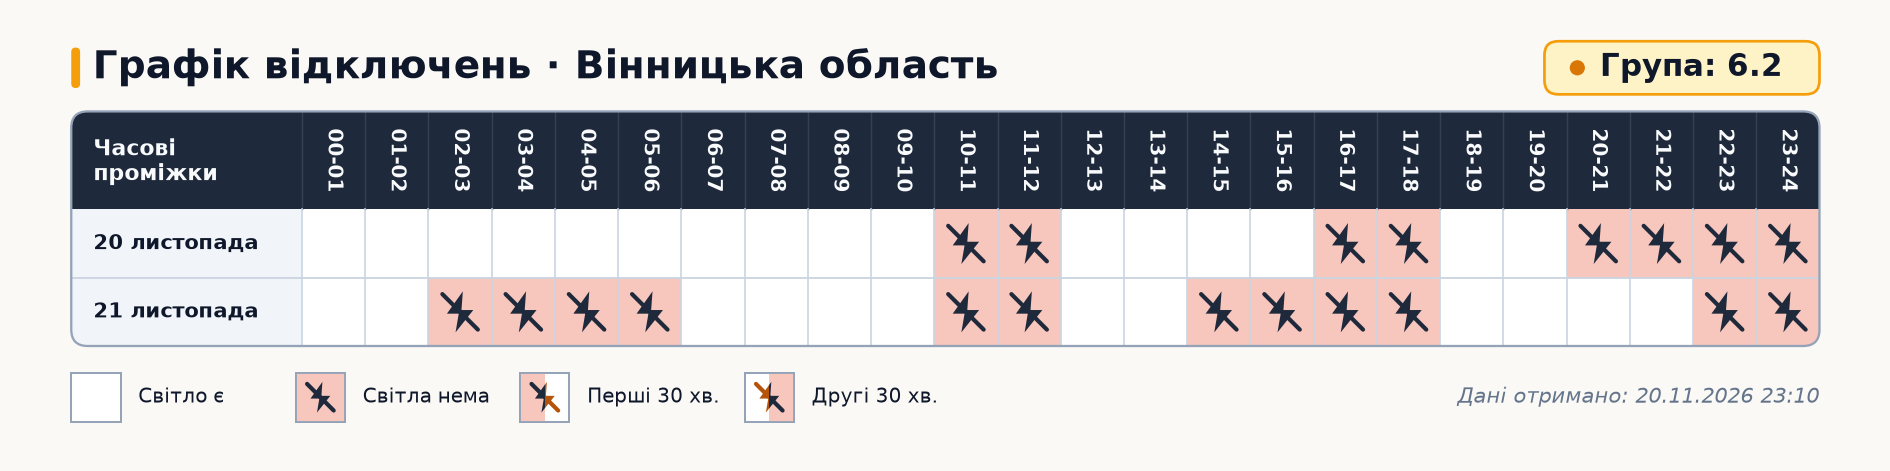 Графік відключень · Вінницька область
Група: 6.2
Часові
проміжки
00-01
01-02
02-03
03-04
04-05
05-06
06-07
07-08
08-09
09-10
10-11
11-12
12-13
13-14
14-15
15-16
16-17
17-18
18-19
19-20
20-21
21-22
22-23
23-24
20 листопада
21 листопада
Світло є
Світла нема
Перші 30 хв.
Другі 30 хв.
Дані отримано: 20.11.2026 23:10